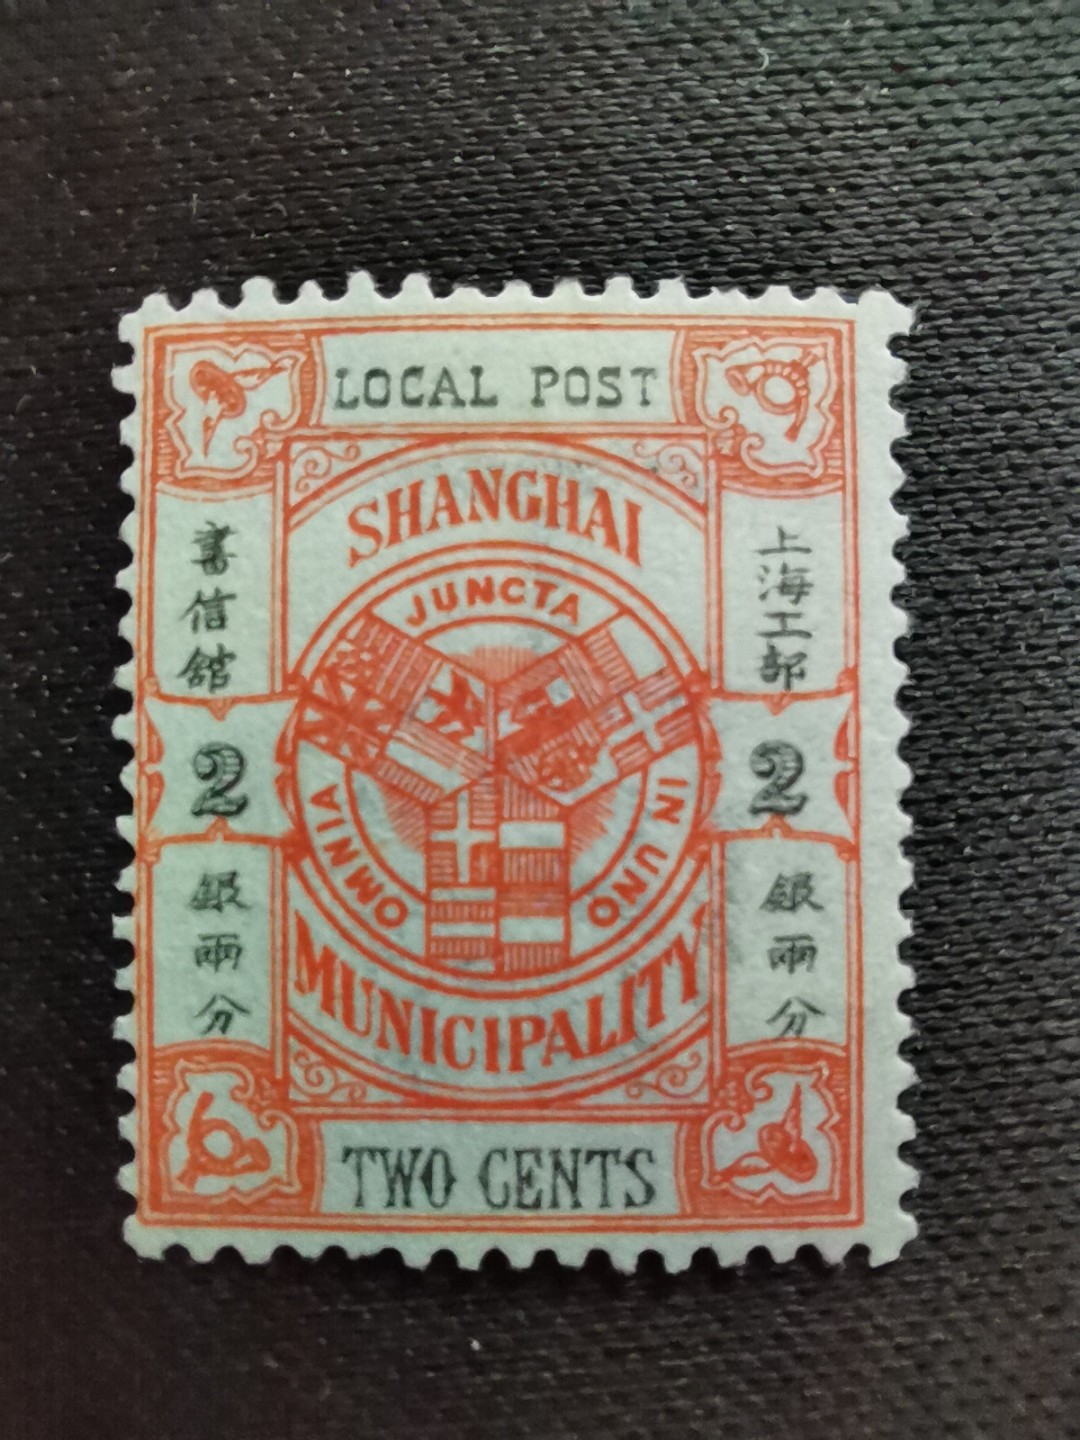 LOCAL POST
SHANGHAI
JUNCTA
IN UNO
OMNIA
上海工部
書信館
2
2
銀兩分
銀兩分
MUNICIPALITY
TWO CENTS